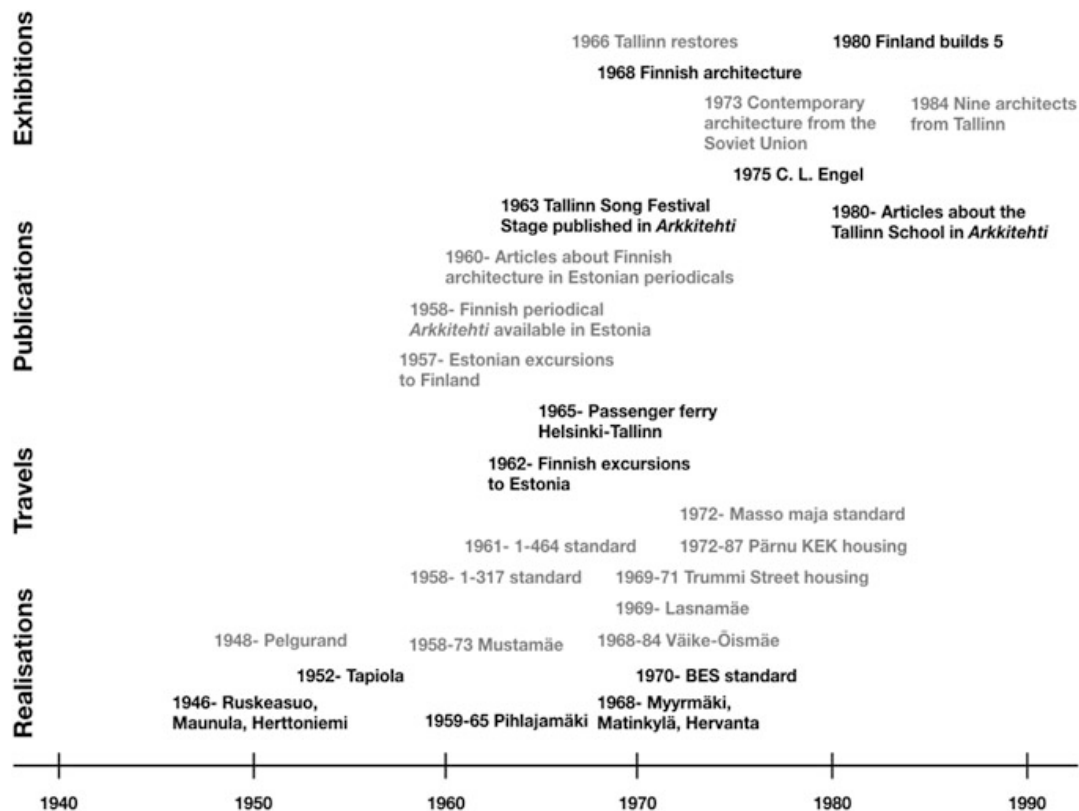 Exhibitions
1966 Tallinn restores
1980 Finland builds 5
1968 Finnish architecture
1973 Contemporary
architecture from the
Soviet Union
1984 Nine architects
from Tallinn
1975 C. L. Engel
Publications
1963 Tallinn Song Festival
Stage published in Arkkitehti
1980- Articles about the
Tallinn School in Arkkitehti
1960- Articles about Finnish
architecture in Estonian periodicals
1958- Finnish periodical
Arkkitehti available in Estonia
1957- Estonian excursions
to Finland
Travels
1965- Passenger ferry
Helsinki-Tallinn
1962- Finnish excursions
to Estonia
1972- Masso maja standard
1961- 1-464 standard
1972-87 Pärnu KEK housing
1958- 1-317 standard
1969-71 Trummi Street housing
Realisations
1969- Lasnamäe
1948- Pelgurand
1958-73 Mustamäe
1968-84 Väike-Õismäe
1952- Tapiola
1970- BES standard
1946- Ruskeasuo,
Maunula, Herttoniemi
1959-65 Pihlajamäki
1968- Myyrmäki,
Matinkylä, Hervanta
1940
1950
1960
1970
1980
1990